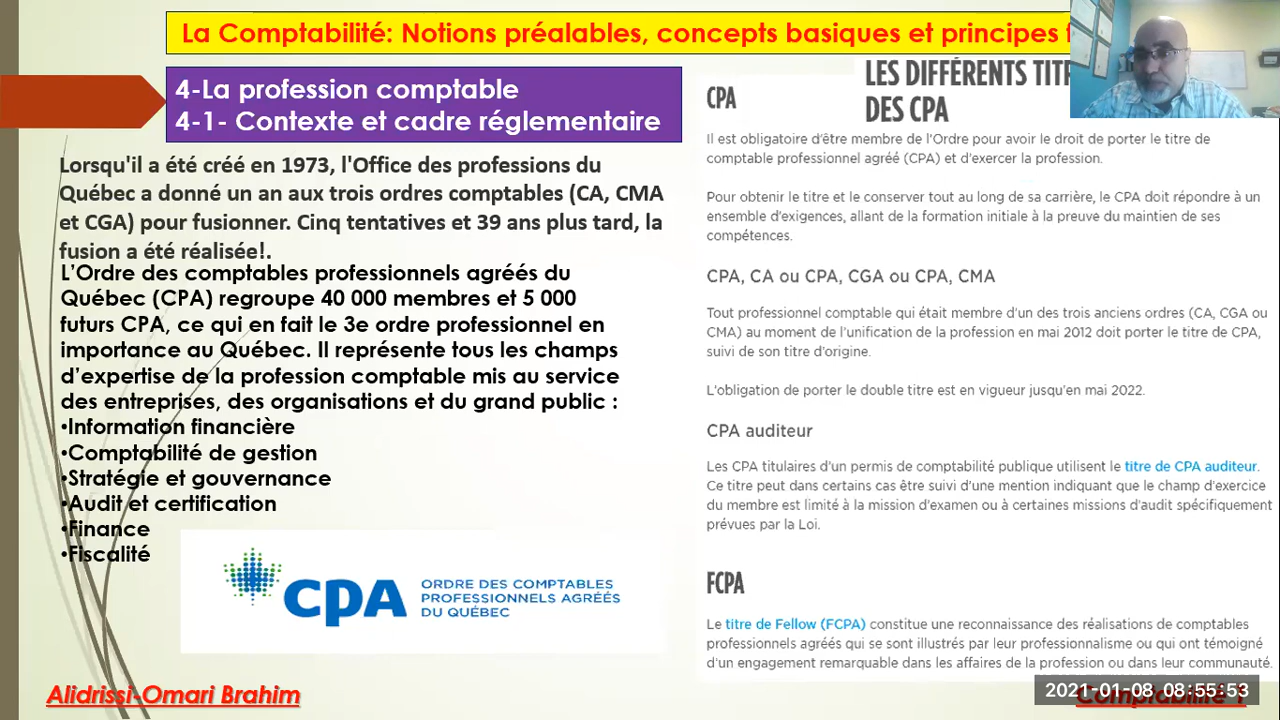 La Comptabilité: Notions préalables, concepts basiques et principes
4-La profession comptable
4-1- Contexte et cadre réglementaire
Lorsqu'il a été créé en 1973, l'Office des professions du
Québec a donné un an aux trois ordres comptables (CA, CMA
et CGA) pour fusionner. Cinq tentatives et 39 ans plus tard, la
fusion a été réalisée!.
L'Ordre des comptables professionnels agréés du
Québec (CPA) regroupe 40 000 membres et 5 000
futurs CPA, ce qui en fait le 3e ordre professionnel en
importance au Québec. Il représente tous les champs
d'expertise de la profession comptable mis au service
des entreprises, des organisations et du grand public :
•Information financière
•Comptabilité de gestion
•Stratégie et gouvernance
•Audit et certification
•Finance
•Fiscalité
CPA
ORDRE DES COMPTABLES
PROFESSIONNELS AGRÉÉS
DU QUÉBEC
Alidrissi-Omari Brahim
LES DIFFÉRENTS
DES CPA
CPA
Il est obligatoire d'être membre de l'Ordre pour avoir le droit de porter le titre de
comptable professionnel agréé (CPA) et d'exercer la profession.
Pour obtenir le titre et le conserver tout au long de sa carrière, le CPA doit répondre à un
ensemble d'exigences, allant de la formation initiale à la preuve du maintien de ses
compétences.
CPA, CA ou CPA, CGA ou CPA, CMA
Tout professionnel comptable qui était membre d'un des trois anciens ordres (CA, CGA ou
CMA) au moment de l'unification de la profession en mai 2012 doit porter le titre de CPA,
suivi de son titre d'origine.
L'obligation de porter le double titre est en vigueur jusqu'en mai 2022.
CPA auditeur
Les CPA titulaires d'un permis de comptabilité publique utilisent le titre de CPA auditeur.
Ce titre peut dans certains cas être suivi d'une mention indiquant que le champ d'exercice
du membre est limité à la mission d'examen ou à certaines missions d'audit spécifiquement
prévues par la Loi.
FCPA
Le titre de Fellow (FCPA) constitue une reconnaissance des réalisations de comptables
professionnels agréés qui se sont illustrés par leur professionnalisme ou qui ont témoigné
d'un engagement remarquable dans les affaires de la profession ou dans leur communauté.
2021-01-08 08:55:53